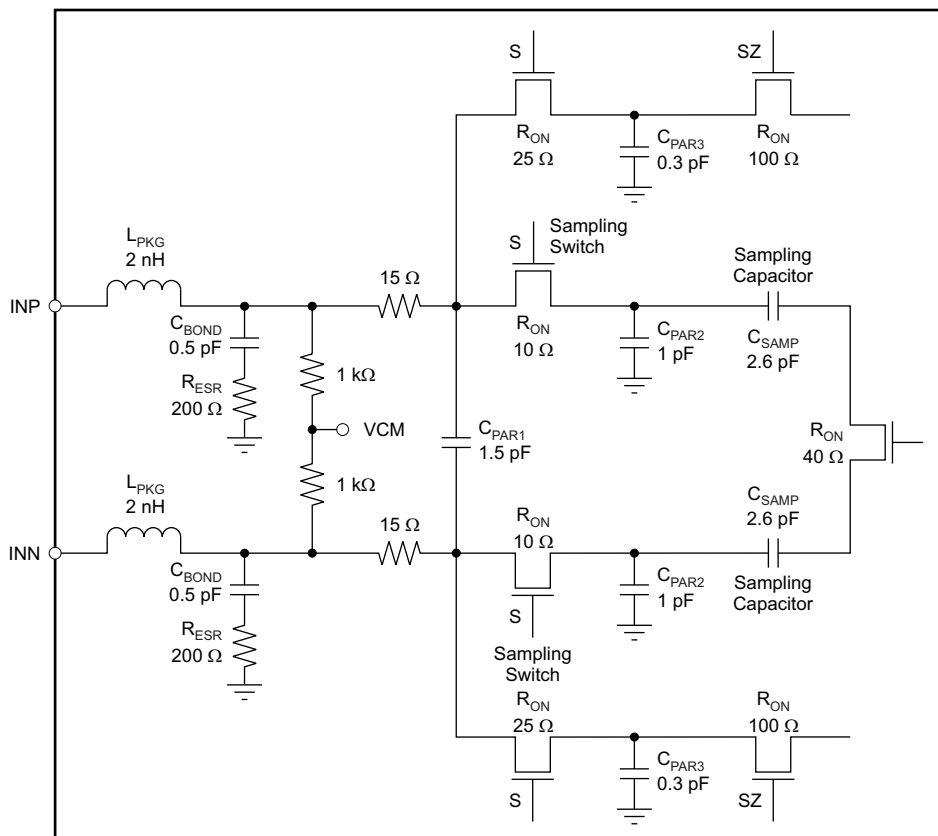 S
SZ
R_ON
25 Ω
C_PAR3
0.3 pF
R_ON
100 Ω
Sampling
Switch
S
L_PKG
2 nH
15 Ω
Sampling
Capacitor
INP
C_BOND
0.5 pF
R_ON
10 Ω
C_PAR2
1 pF
C_SAMP
2.6 pF
R_ESR
200 Ω
1 kΩ
VCM
C_PAR1
1.5 pF
R_ON
40 Ω
L_PKG
2 nH
1 kΩ
15 Ω
R_ON
10 Ω
C_SAMP
2.6 pF
INN
C_BOND
0.5 pF
C_PAR2
1 pF
Sampling
Capacitor
S
R_ESR
200 Ω
Sampling
Switch
R_ON
25 Ω
R_ON
100 Ω
C_PAR3
0.3 pF
S
SZ